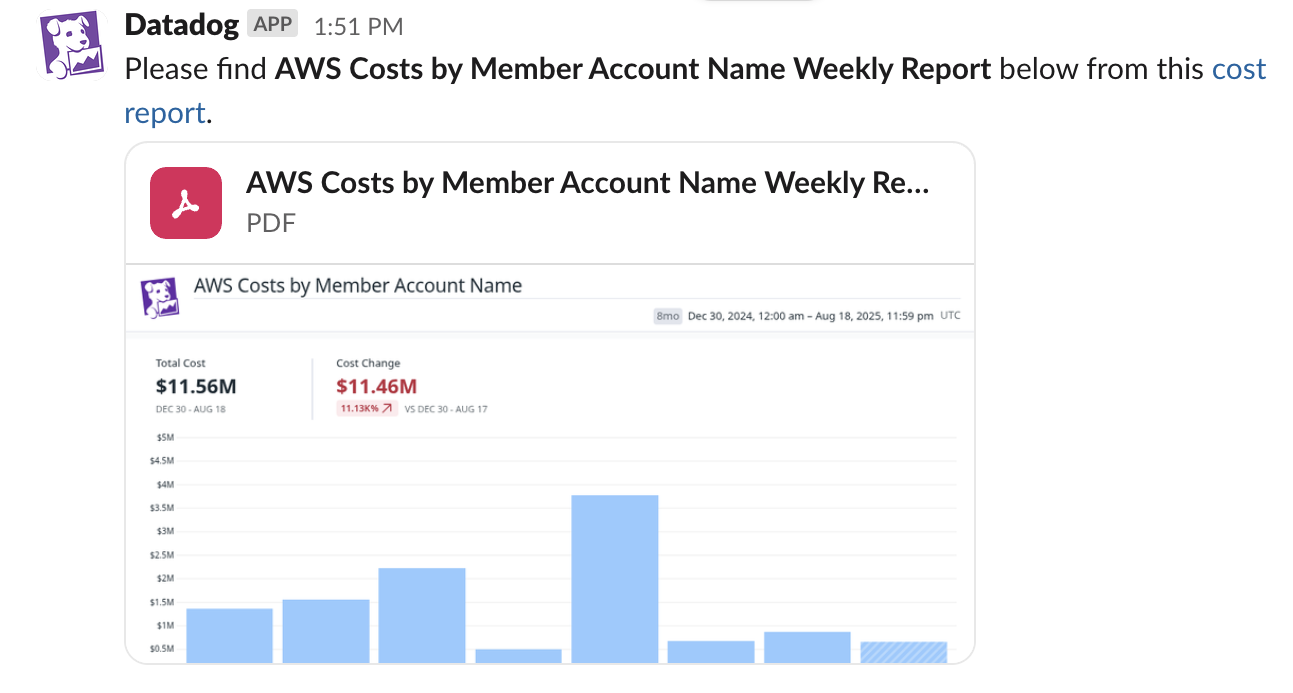 Datadog APP 1:51 PM
Please find AWS Costs by Member Account Name Weekly Report below from this cost
report.
AWS Costs by Member Account Name Weekly Re...
PDF
AWS Costs by Member Account Name
8mo Dec 30, 2024, 12:00 am – Aug 18, 2025, 11:59 pm UTC
Total Cost
$11.56M
DEC 30 - AUG 18
Cost Change
$11.46M
11.13K% ↗ VS DEC 30 - AUG 17
$5M
$4.5M
$4M
$3.5M
$3M
$2.5M
$2M
$1.5M
$1M
$0.5M